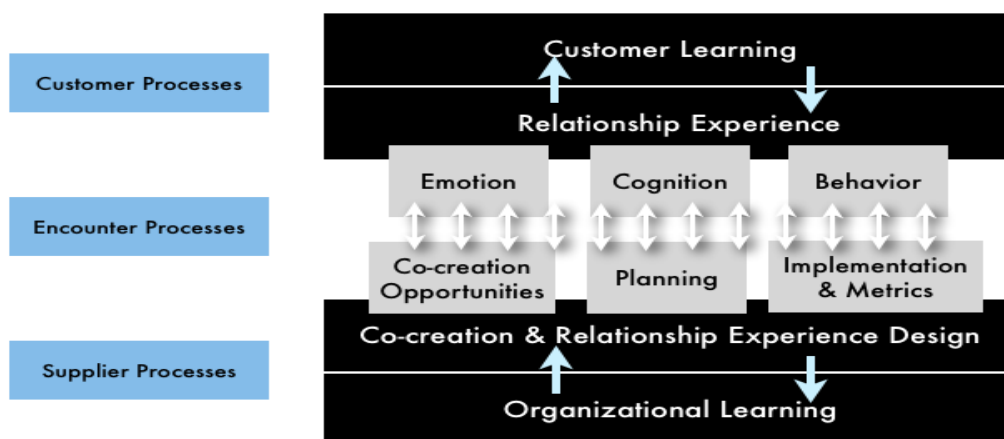 Customer Processes
Customer Learning
Relationship Experience
Encounter Processes
Emotion
Cognition
Behavior
Co-creation
Opportunities
Planning
Implementation
& Metrics
Supplier Processes
Co-creation & Relationship Experience Design
Organizational Learning